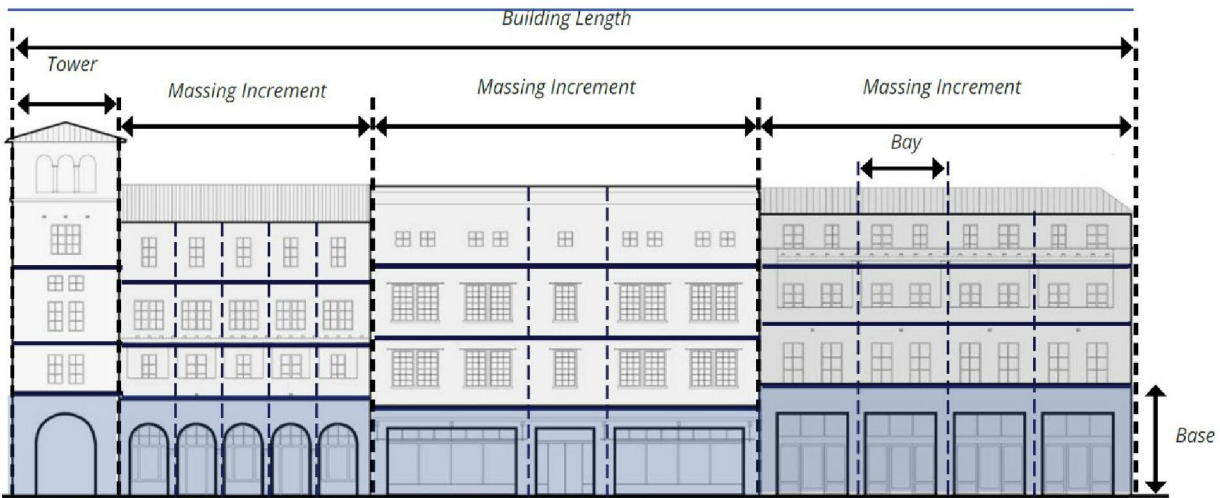 Building Length
Tower
Massing Increment
Massing Increment
Massing Increment
Bay
Base